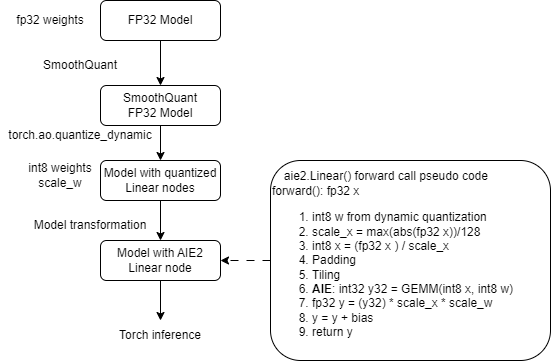 fp32 weights
FP32 Model
SmoothQuant
SmoothQuant
FP32 Model
torch.ao.quantize_dynamic
int8 weights
scale_w
Model with quantized
Linear nodes
Model transformation
Model with AIE2
Linear node
Torch inference
aie2.Linear() forward call pseudo code
forward(): fp32 x
1. int8 w from dynamic quantization
2. scale_x = max(abs(fp32 x))/128
3. int8 x = (fp32 x ) / scale_x
4. Padding
5. Tiling
6. AIE: int32 y32 = GEMM(int8 x, int8 w)
7. fp32 y = (y32) * scale_x * scale_w
8. y = y + bias
9. return y